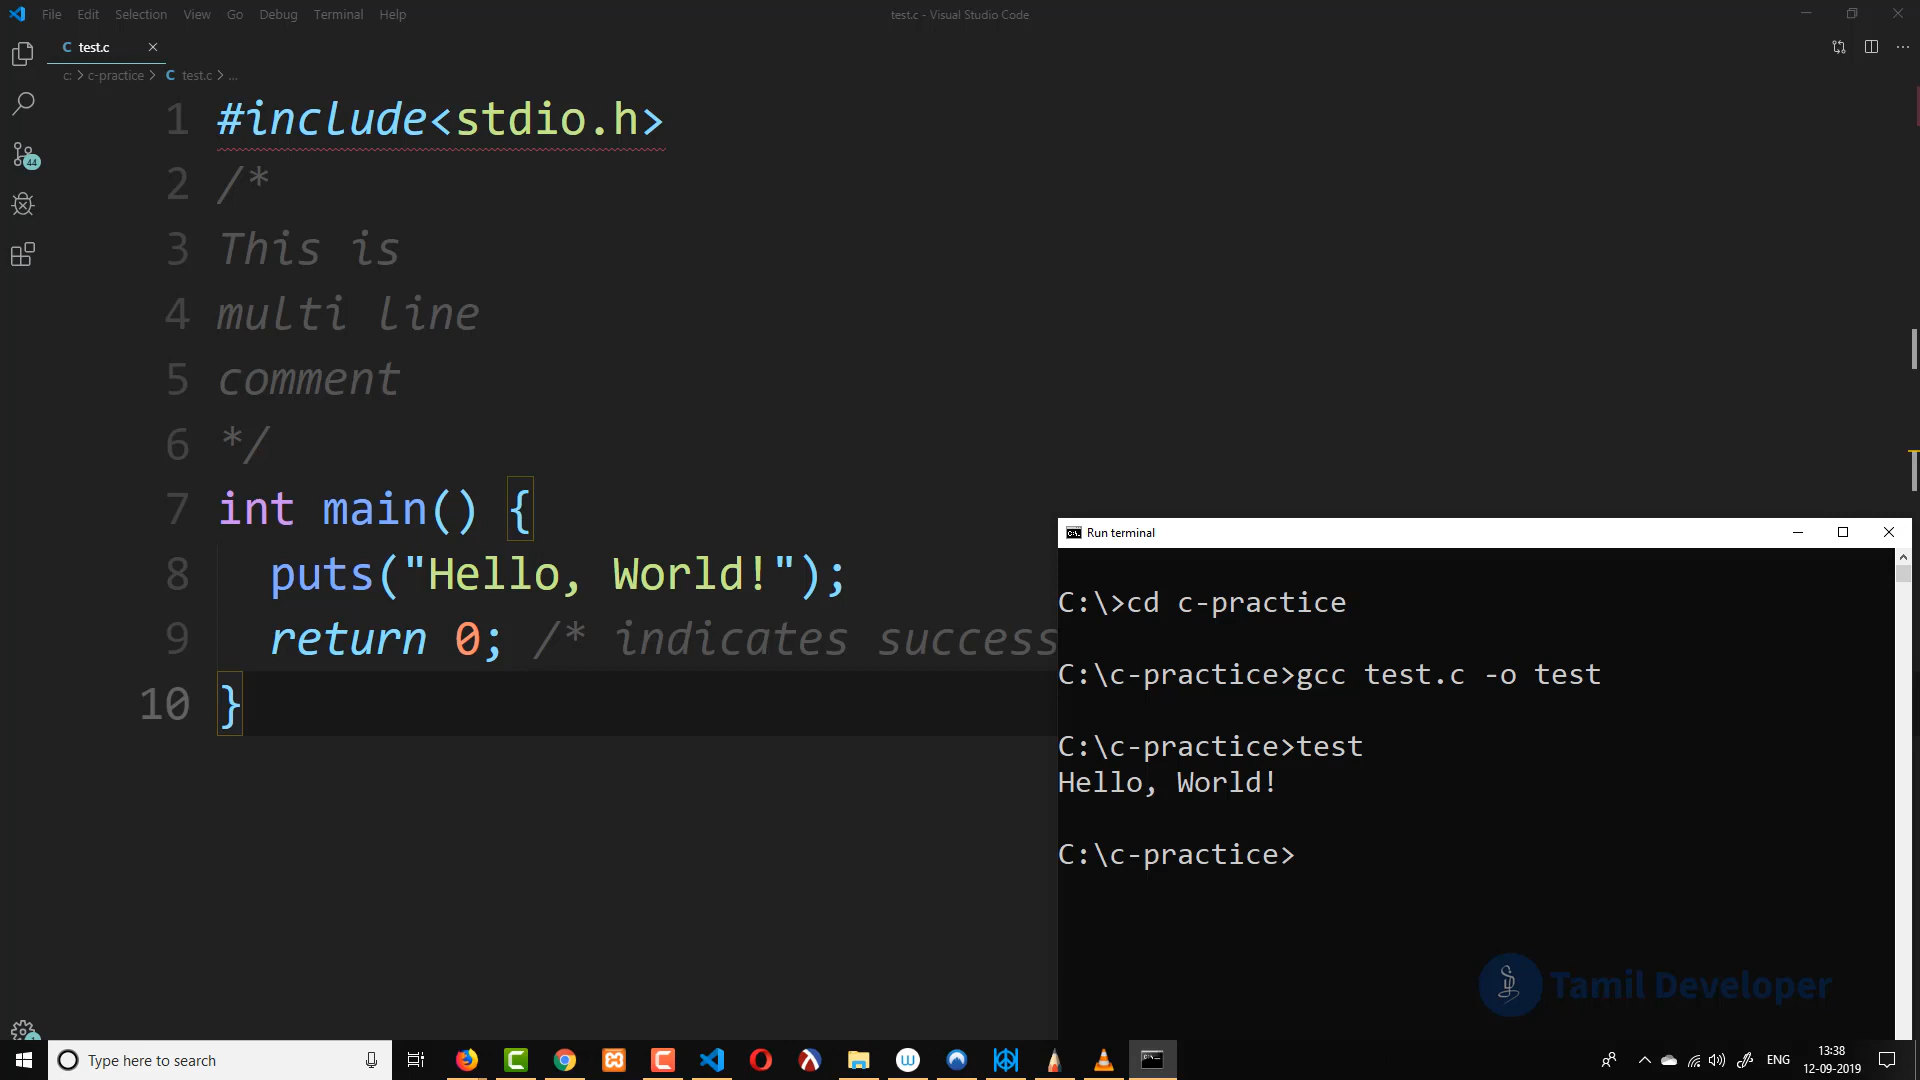 File Edit Selection View Go Debug Terminal Help
test.c - Visual Studio Code
C test.c
c: > c-practice > C test.c > ...
1 #include<stdio.h>
2 /*
3 This is
4 multi line
5 comment
6 */
7 int main() {
8 puts("Hello, World!");
9 return 0; /* indicates success
10 }
44
Run terminal
C:\>cd c-practice
C:\c-practice>gcc test.c -o test
C:\c-practice>test
Hello, World!
C:\c-practice>
Tamil Developer
Type here to search
ENG
13:38
12-09-2019